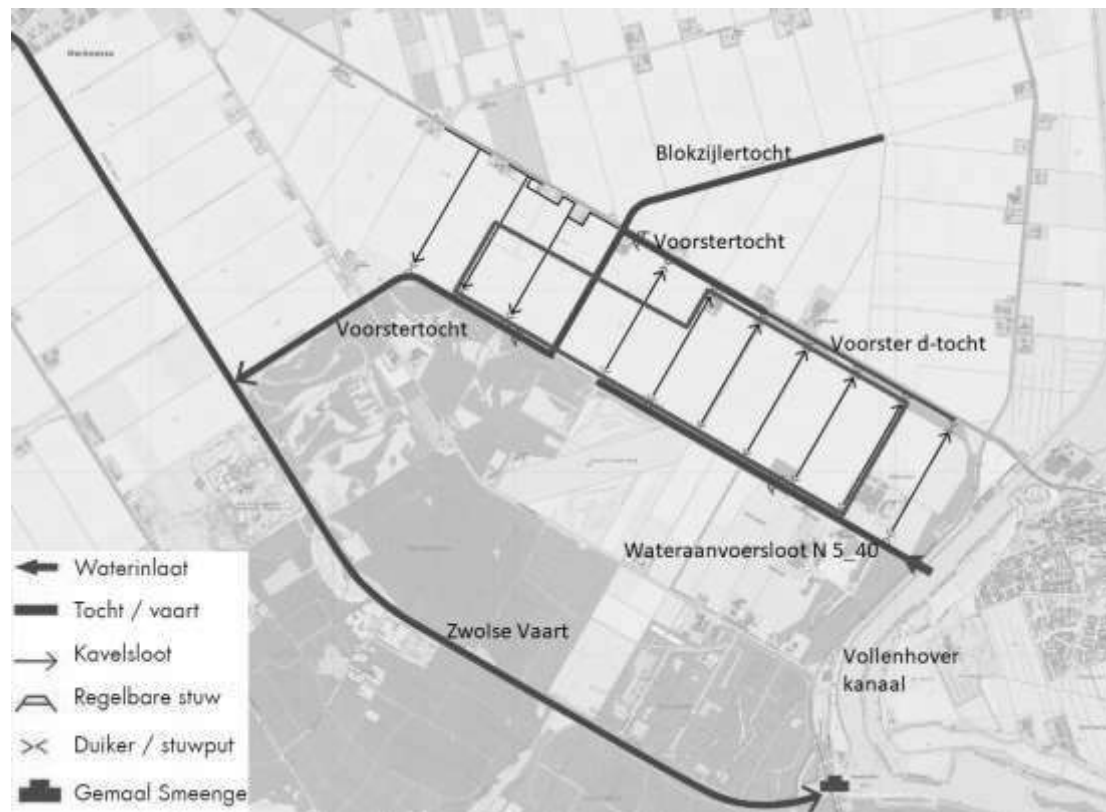 Blokzijlertocht
Voorstertocht
Voorstertocht
Voorster d-tocht
Wateraanvoersloot N 5_40
Zwolse Vaart
Vollenhover
kanaal
Waterinlaat
Tocht / vaart
Kavelsloot
Regelbare stuw
Duiker / stuwput
Gemaal Smeenge